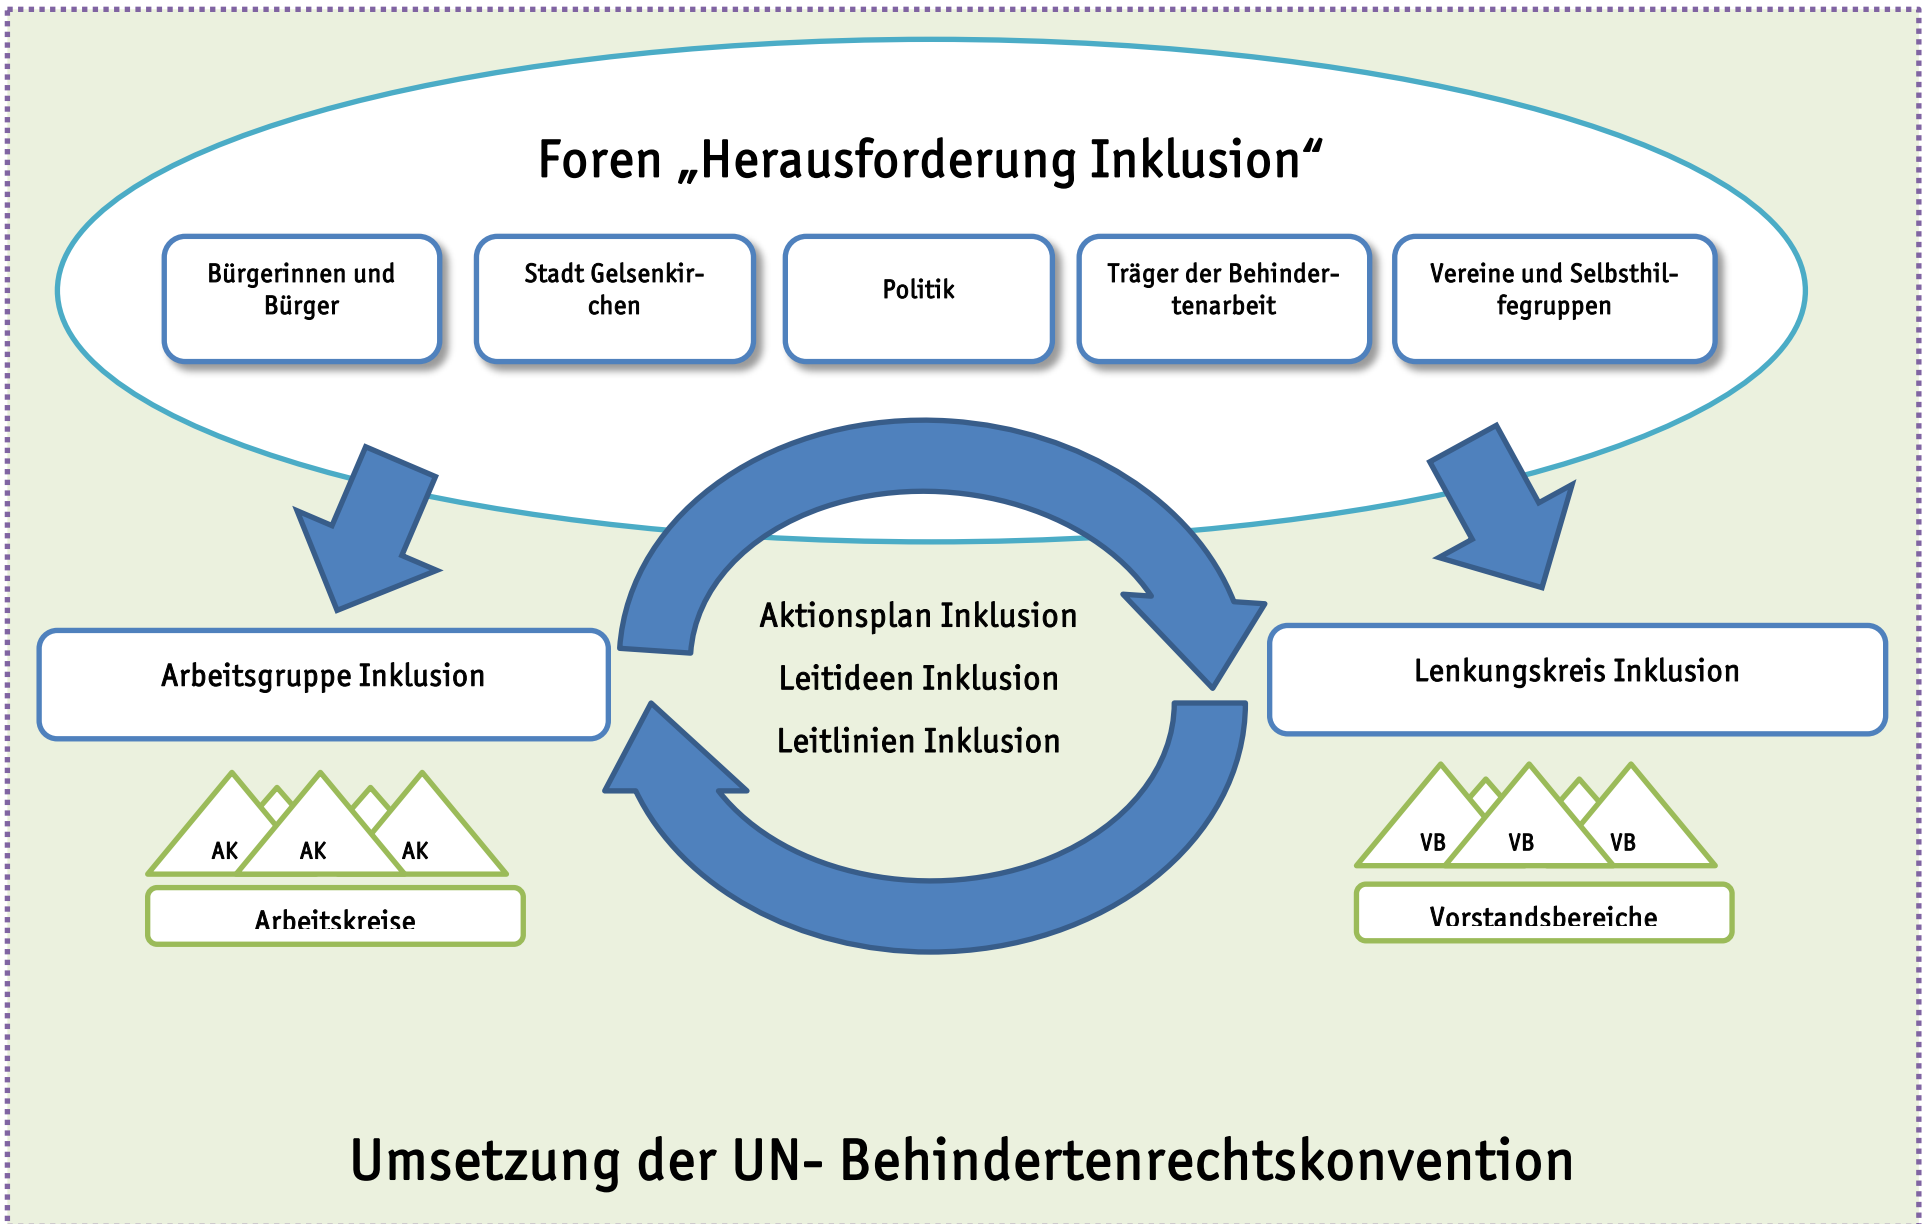 Foren „Herausforderung Inklusion“
Bürgerinnen und
Bürger
Stadt Gelsenkir-
chen
Politik
Träger der Behinder-
tenarbeit
Vereine und Selbsthil-
fegruppen
Aktionsplan Inklusion
Leitideen Inklusion
Leitlinien Inklusion
Arbeitsgruppe Inklusion
Lenkungskreis Inklusion
AK
AK
AK
Arbeitskreise
VB
VB
VB
Vorstandsbereiche
Umsetzung der UN- Behindertenrechtskonvention